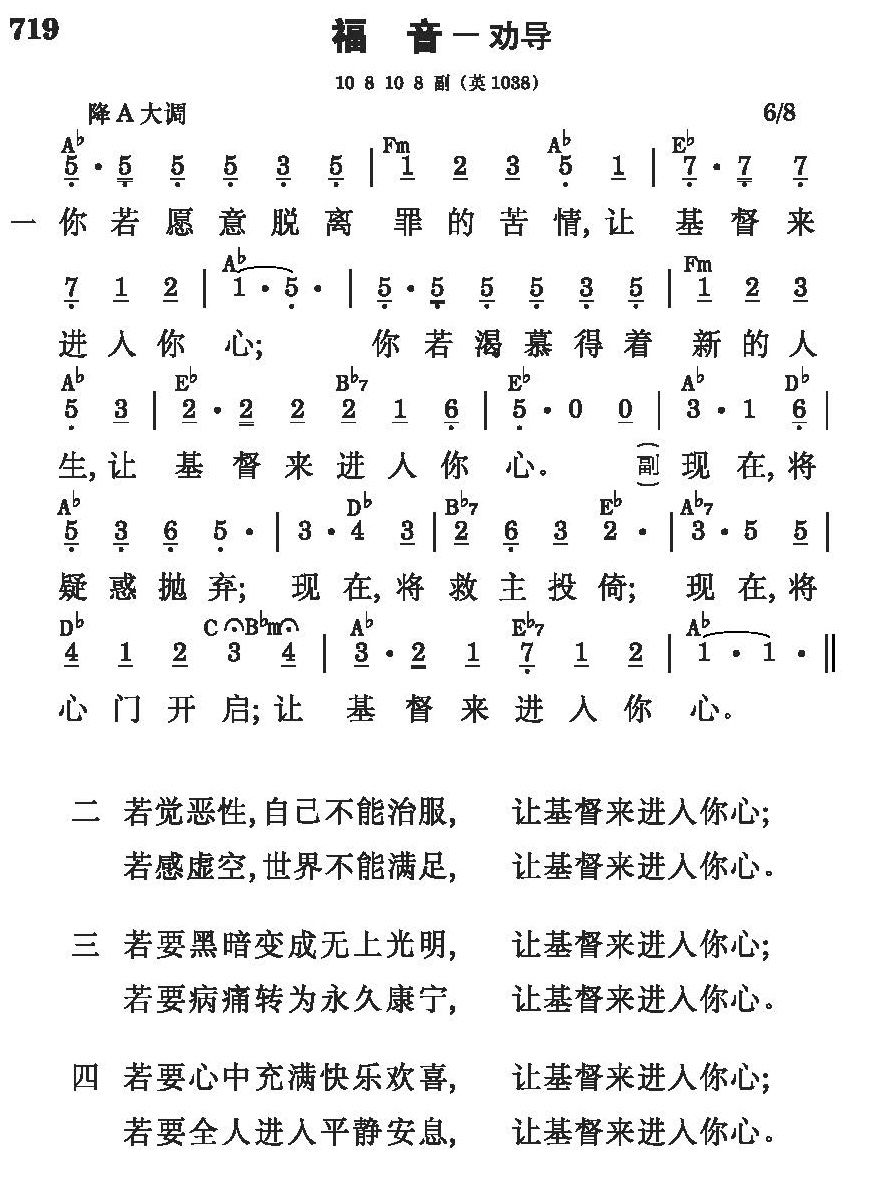 719
福 音－劝导
10 8 10 8 副（英1038）
降A大调 6/8
A♭ Fm A♭ E♭
5·5 5 5 3 5 | 1 2 3 5 1 | 7·7 7
一 你若愿意脱离罪的苦情,让基督来
A♭ Fm
7 1 2 | 1·5· | 5·5 5 5 3 5 | 1 2 3
进入你心; 你若渴慕得着新的人
A♭ E♭ B♭7 E♭ A♭ D♭
5 3 | 2·2 2 2 1 6 | 5·0 0 | 3·1 6 |
生,让基督来进入你心。(副)现在,将
A♭ D♭ B♭7 E♭ A♭7
5 3 6 5· | 3·4 3 | 2 6 3 2· | 3·5 5 |
疑惑抛弃; 现在,将救主投倚; 现在,将
D♭ C B♭m A♭ E♭7 A♭
4 1 2 3 4 | 3·2 1 7 1 2 | 1·1· ‖
心门开启;让基督来进入你心。
二 若觉恶性,自己不能治服, 让基督来进入你心;
若感虚空,世界不能满足, 让基督来进入你心。
三 若要黑暗变成无上光明, 让基督来进入你心;
若要病痛转为永久康宁, 让基督来进入你心。
四 若要心中充满快乐欢喜, 让基督来进入你心;
若要全人进入平静安息, 让基督来进入你心。